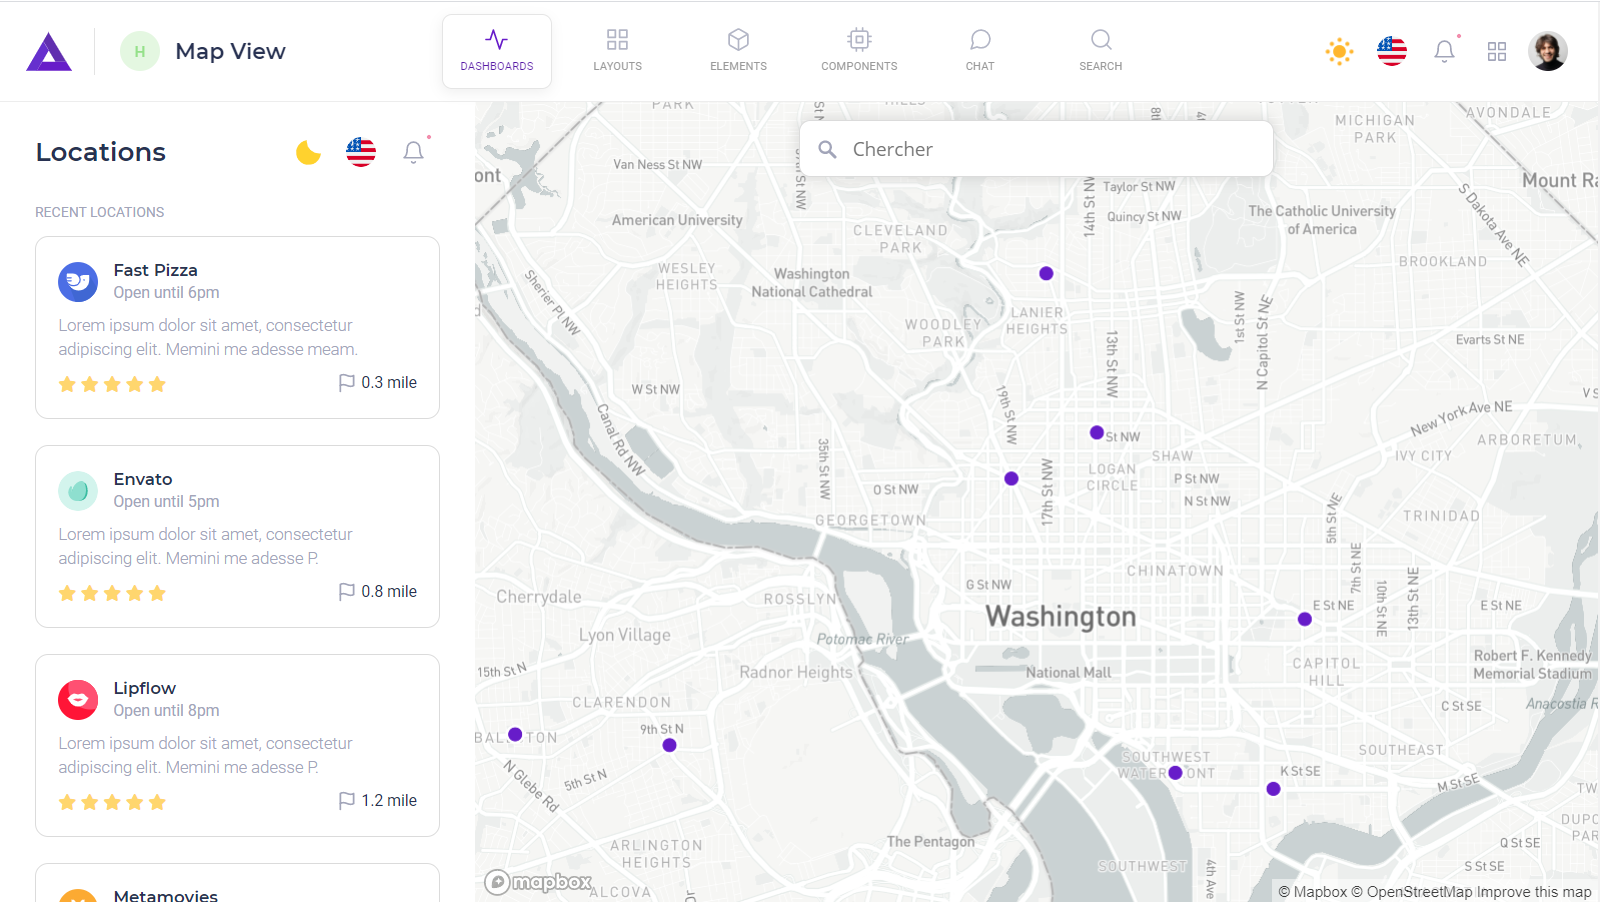 H
Map View
DASHBOARDS
LAYOUTS
ELEMENTS
COMPONENTS
CHAT
SEARCH
Locations
RECENT LOCATIONS
Fast Pizza
Open until 6pm
Lorem ipsum dolor sit amet, consectetur
adipiscing elit. Memini me adesse meam.
0.3 mile
Envato
Open until 5pm
Lorem ipsum dolor sit amet, consectetur
adipiscing elit. Memini me adesse P.
0.8 mile
Lipflow
Open until 8pm
Lorem ipsum dolor sit amet, consectetur
adipiscing elit. Memini me adesse P.
1.2 mile
Metamovies
Chercher
PARK
MICHIGAN
PARK
AVONDALE
Van Ness St NW
ont
Taylor St NW
Mount Ra
14th St NW
Quincy St NW
The Catholic University
of America
S Dakota Ave NE
American University
CLEVELAND
PARK
BROOKLAND
WESLEY
HEIGHTS
Washington
National Cathedral
Sherier Pl NW
LANIER
HEIGHTS
WOODLEY
PARK
1st St NW
N Capitol St NE
Evarts St NE
13th St NW
W St NW
19th St NW
Canal Rd NW
35th St NW
New York Ave NE
ARBORETUM
St NW
SHAW
IVY CITY
LOGAN
CIRCLE
P St NW
17th St NW
O St NW
N St NW
GEORGETOWN
5th St NE
TRINIDAD
CHINATOWN
7th St NE
10th St NE
13th St NE
G St NW
Cherrydale
ROSSLYN
E St NE
E St NE
Washington
Lyon Village
Potomac River
15th St N
Radnor Heights
National Mall
CAPITOL
HILL
Robert F. Kennedy
Memorial Stadium
CLARENDON
C St SE
Anacostia R
9th St N
BAL
TON
N Glebe Rd
5th St N
SOUTHWEST
WATERFRONT
SOUTHEAST
K St SE
M St SE
TW
The Pentagon
ARLINGTON
HEIGHTS
DUPO
PAR
Q St SE
SOUTHWEST
S St SE
4th Ave
mapbox
ALCOVA
© Mapbox © OpenStreetMap Improve this map